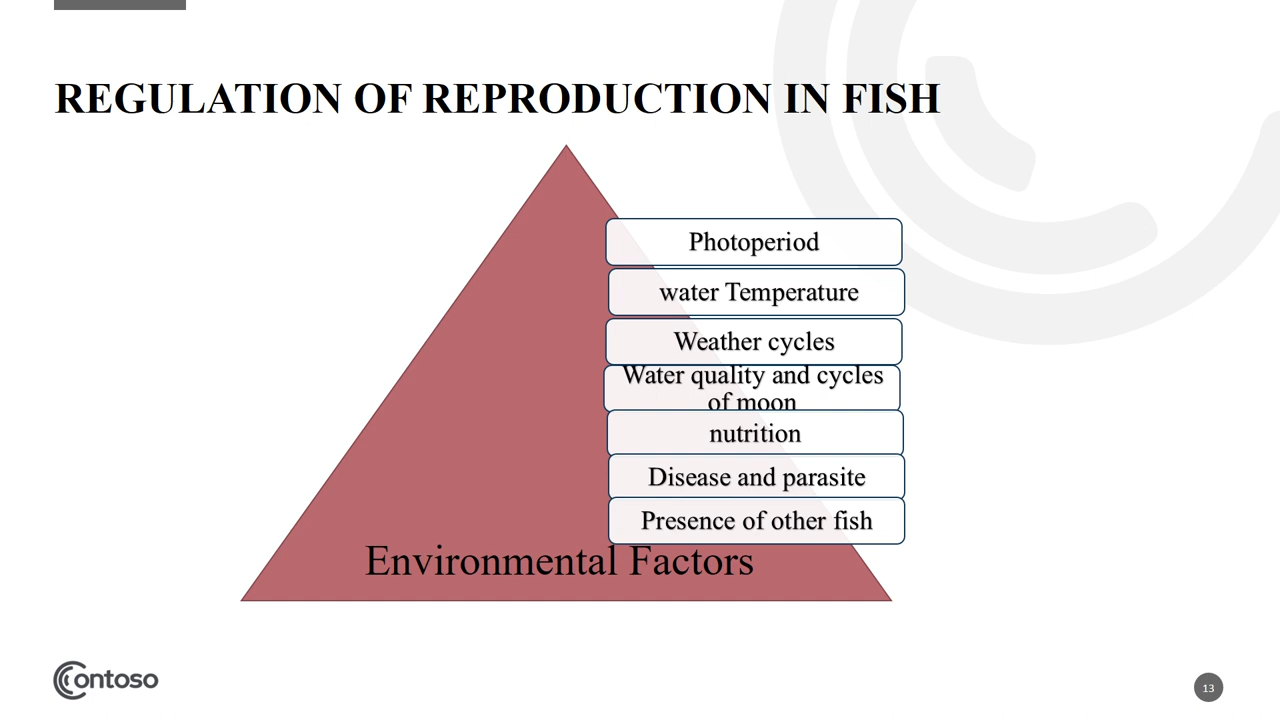 REGULATION OF REPRODUCTION IN FISH
Photoperiod
water Temperature
Weather cycles
Water quality and cycles
of moon
nutrition
Disease and parasite
Presence of other fish
Environmental Factors
Contoso
13